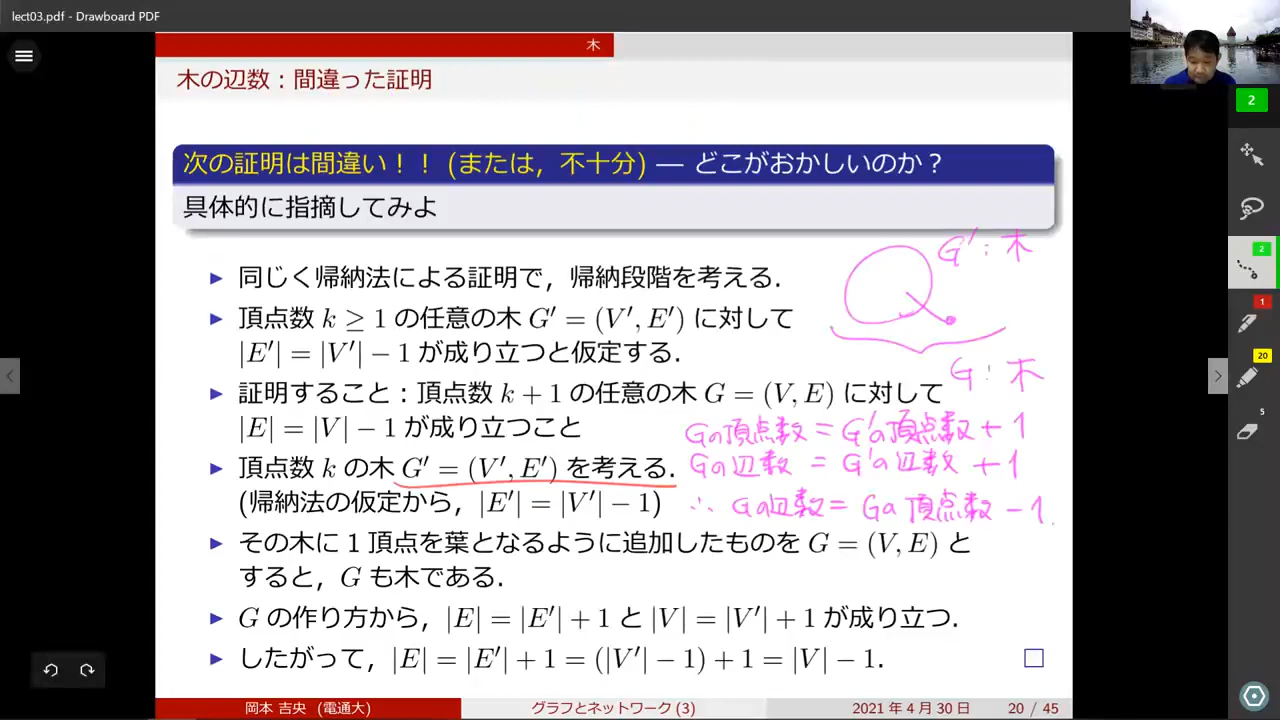 lect03.pdf - Drawboard PDF
木
木の辺数：間違った証明
次の証明は間違い！！ (または，不十分) — どこがおかしいのか？
具体的に指摘してみよ
▶ 同じく帰納法による証明で，帰納段階を考える．
▶ 頂点数 k ≥ 1 の任意の木 G′ = (V′, E′) に対して
|E′| = |V′| − 1 が成り立つと仮定する．
▶ 証明すること：頂点数 k + 1 の任意の木 G = (V, E) に対して
|E| = |V| − 1 が成り立つこと
▶ 頂点数 k の木 G′ = (V′, E′) を考える．
(帰納法の仮定から，|E′| = |V′| − 1)
▶ その木に 1 頂点を葉となるように追加したものを G = (V, E) と
すると，G も木である．
▶ G の作り方から，|E| = |E′| + 1 と |V| = |V′| + 1 が成り立つ．
▶ したがって，|E| = |E′| + 1 = (|V′| − 1) + 1 = |V| − 1. □
G′：木
G：木
Gの頂点数 = G′の頂点数 + 1
Gの辺数 = G′の辺数 + 1
∴ Gの辺数 = Gの頂点数 − 1.
岡本 吉央 (電通大)
グラフとネットワーク (3)
2021 年 4 月 30 日
20 / 45
2
2
1
20
5